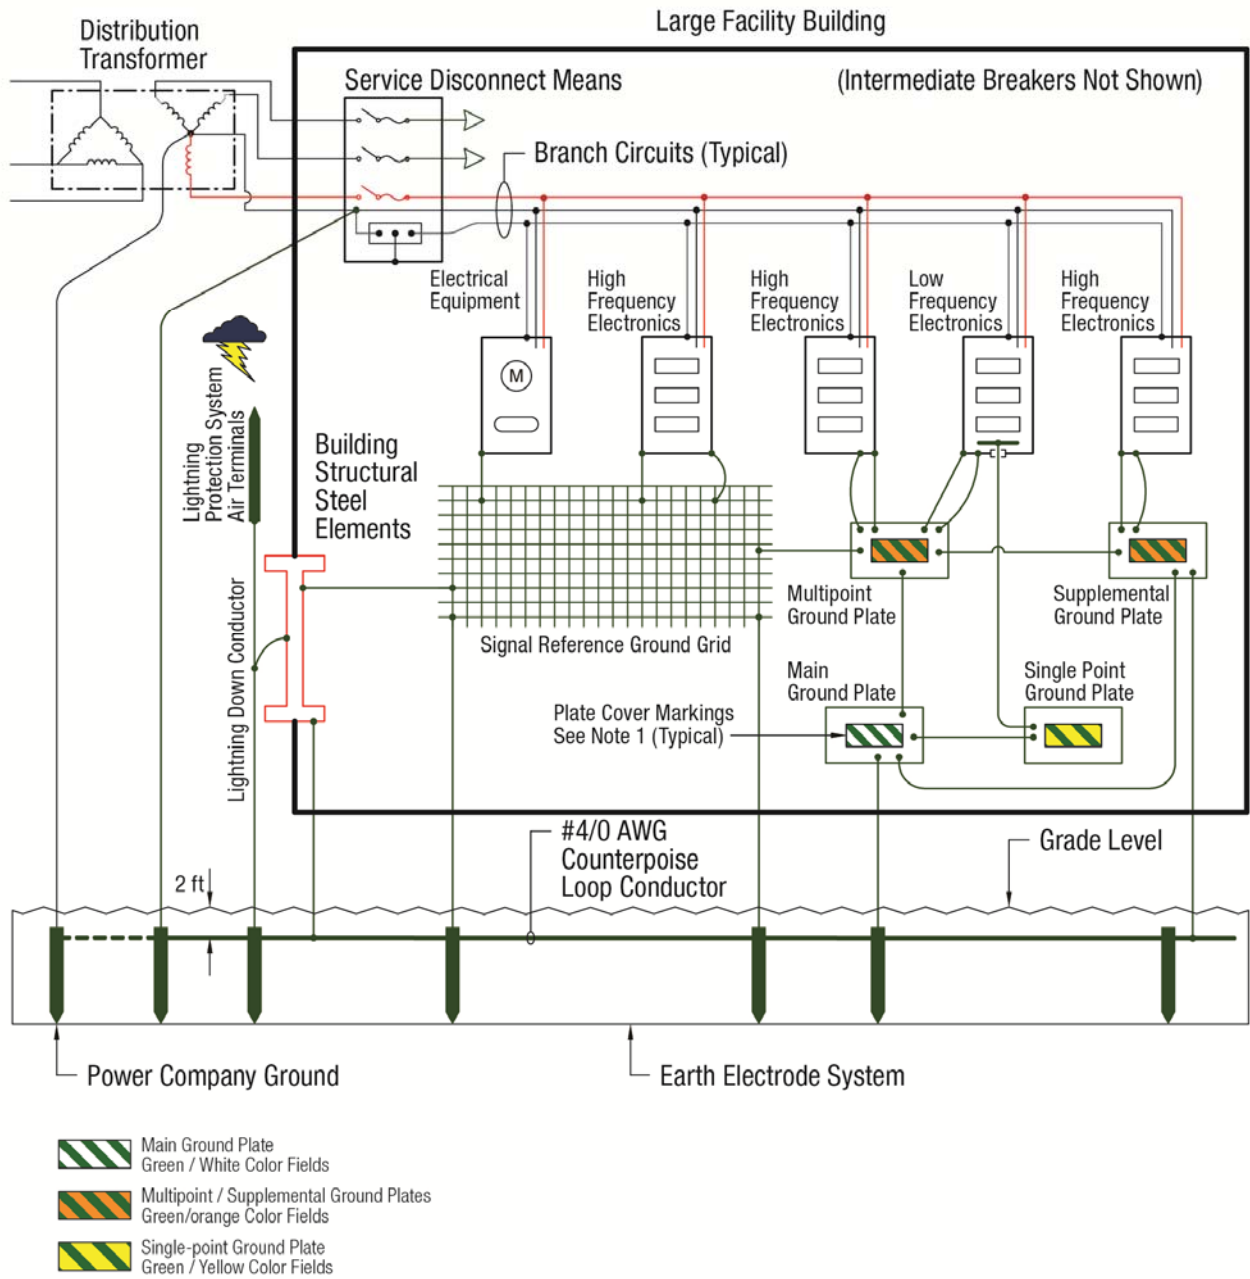 Large Facility Building
Distribution
Transformer
Service Disconnect Means
(Intermediate Breakers Not Shown)
Branch Circuits (Typical)
Electrical
Equipment
High
Frequency
Electronics
High
Frequency
Electronics
Low
Frequency
Electronics
High
Frequency
Electronics
M
Lightning
Protection System
Air Terminals
Building
Structural
Steel
Elements
Lightning Down Conductor
Signal Reference Ground Grid
Multipoint
Ground Plate
Supplemental
Ground Plate
Main
Ground Plate
Single Point
Ground Plate
Plate Cover Markings
See Note 1 (Typical)
#4/0 AWG
Counterpoise
Loop Conductor
Grade Level
2 ft
Power Company Ground
Earth Electrode System
Main Ground Plate
Green / White Color Fields
Multipoint / Supplemental Ground Plates
Green/orange Color Fields
Single-point Ground Plate
Green / Yellow Color Fields